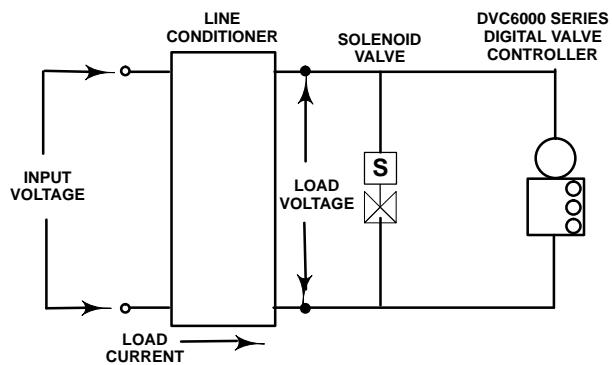 LINE
CONDITIONER
SOLENOID
VALVE
DVC6000 SERIES
DIGITAL VALVE
CONTROLLER
INPUT
VOLTAGE
LOAD
VOLTAGE
S
LOAD
CURRENT